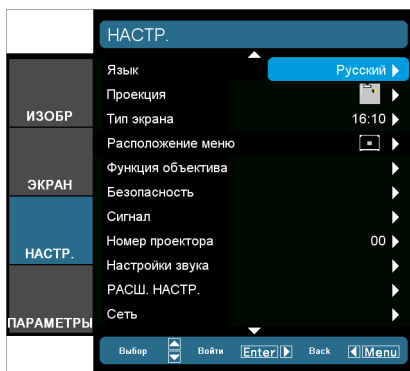 НАСТР.
Язык Русский
Проекция
ИЗОБР
Тип экрана 16:10
Расположение меню
Функция объектива
ЭКРАН
Безопасность
Сигнал
НАСТР.
Номер проектора 00
Настройки звука
РАСШ. НАСТР.
ПАРАМЕТРЫ
Сеть
Выбор Войти Enter Back Menu